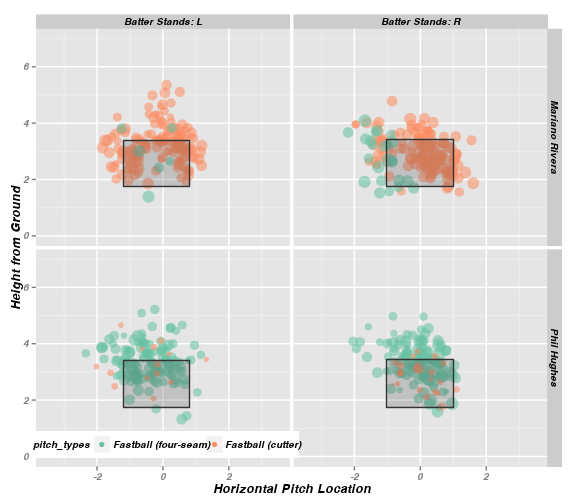 Batter Stands: L Batter Stands: R
6
4
2
0
Mariano Rivera
Height from Ground
6
4
2
0
Phil Hughes
pitch_types Fastball (four-seam) Fastball (cutter)
-2 0 2 -2 0 2
Horizontal Pitch Location